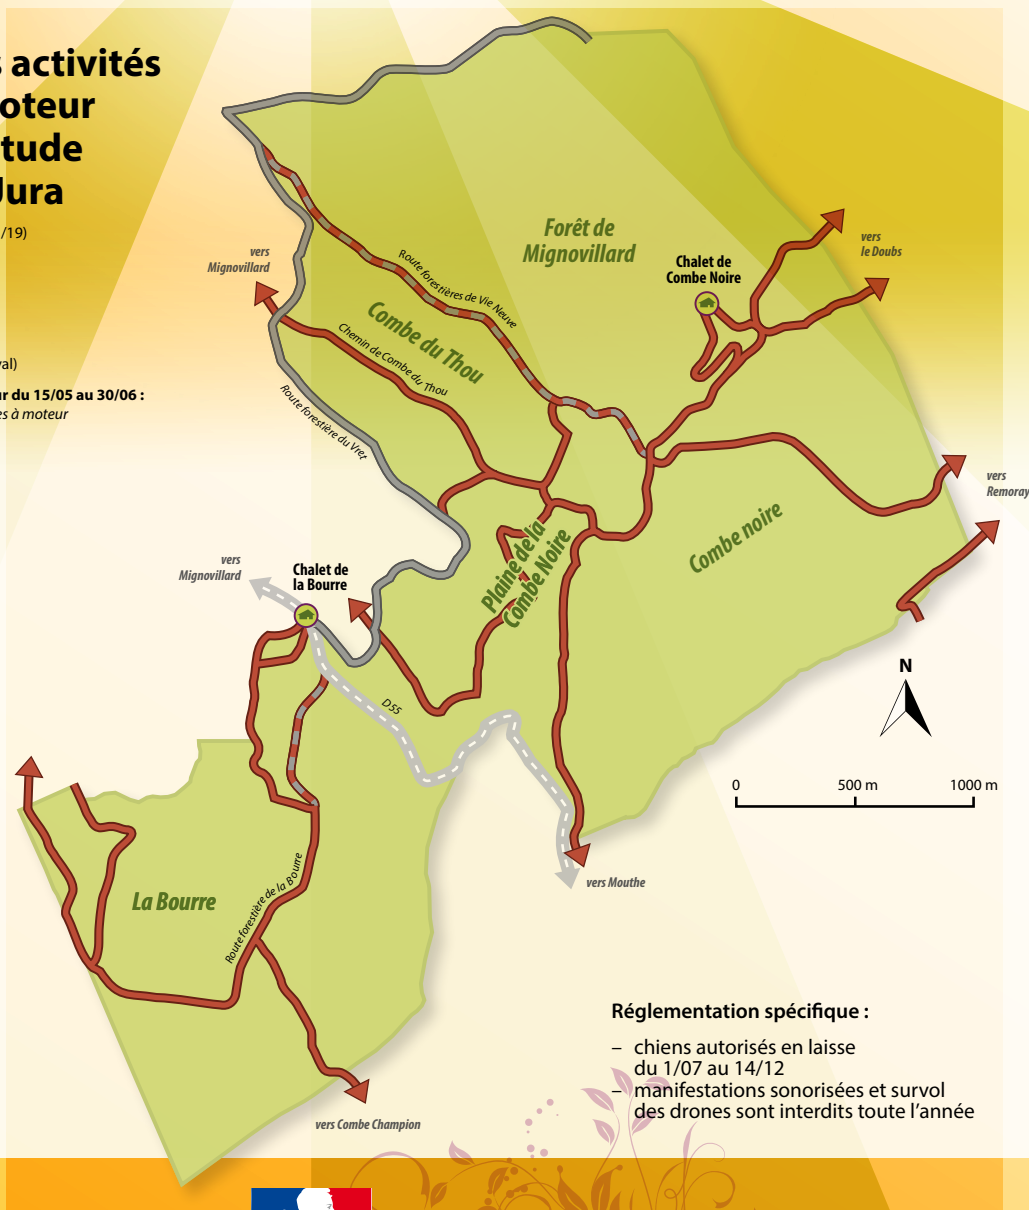 s activités
oteur
tude
Jura
/19)
val)
ur du 15/05 au 30/06 :
es à moteur
vers
Mignovillard
Forêt de
Mignovillard
Chalet de
Combe Noire
vers
le Doubs
Route forestières de Vie Neuve
Combe du Thou
Chemin de Combe du Thou
Route forestière du Vret
vers
Remoray
Combe noire
Plaine de la
Combe Noire
vers
Mignovillard
Chalet de
la Bourre
D55
N
0 500 m 1000 m
vers Mouthe
La Bourre
Route forestière de la Bourre
vers Combe Champion
Réglementation spécifique :
– chiens autorisés en laisse
du 1/07 au 14/12
– manifestations sonorisées et survol
des drones sont interdits toute l'année